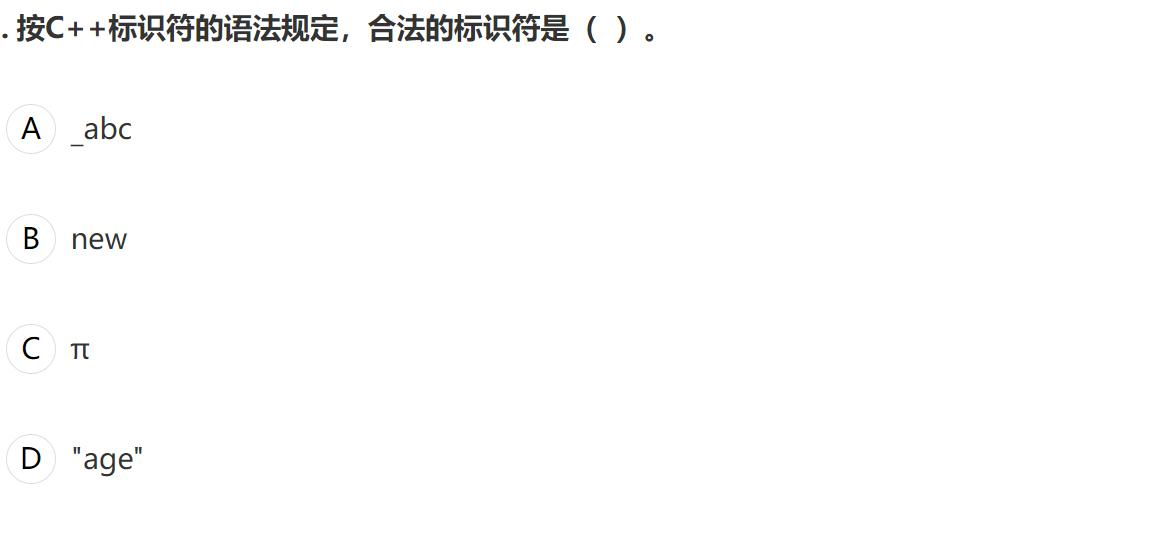 . 按C++标识符的语法规定，合法的标识符是（ ）。
A _abc
B new
C π
D "age"